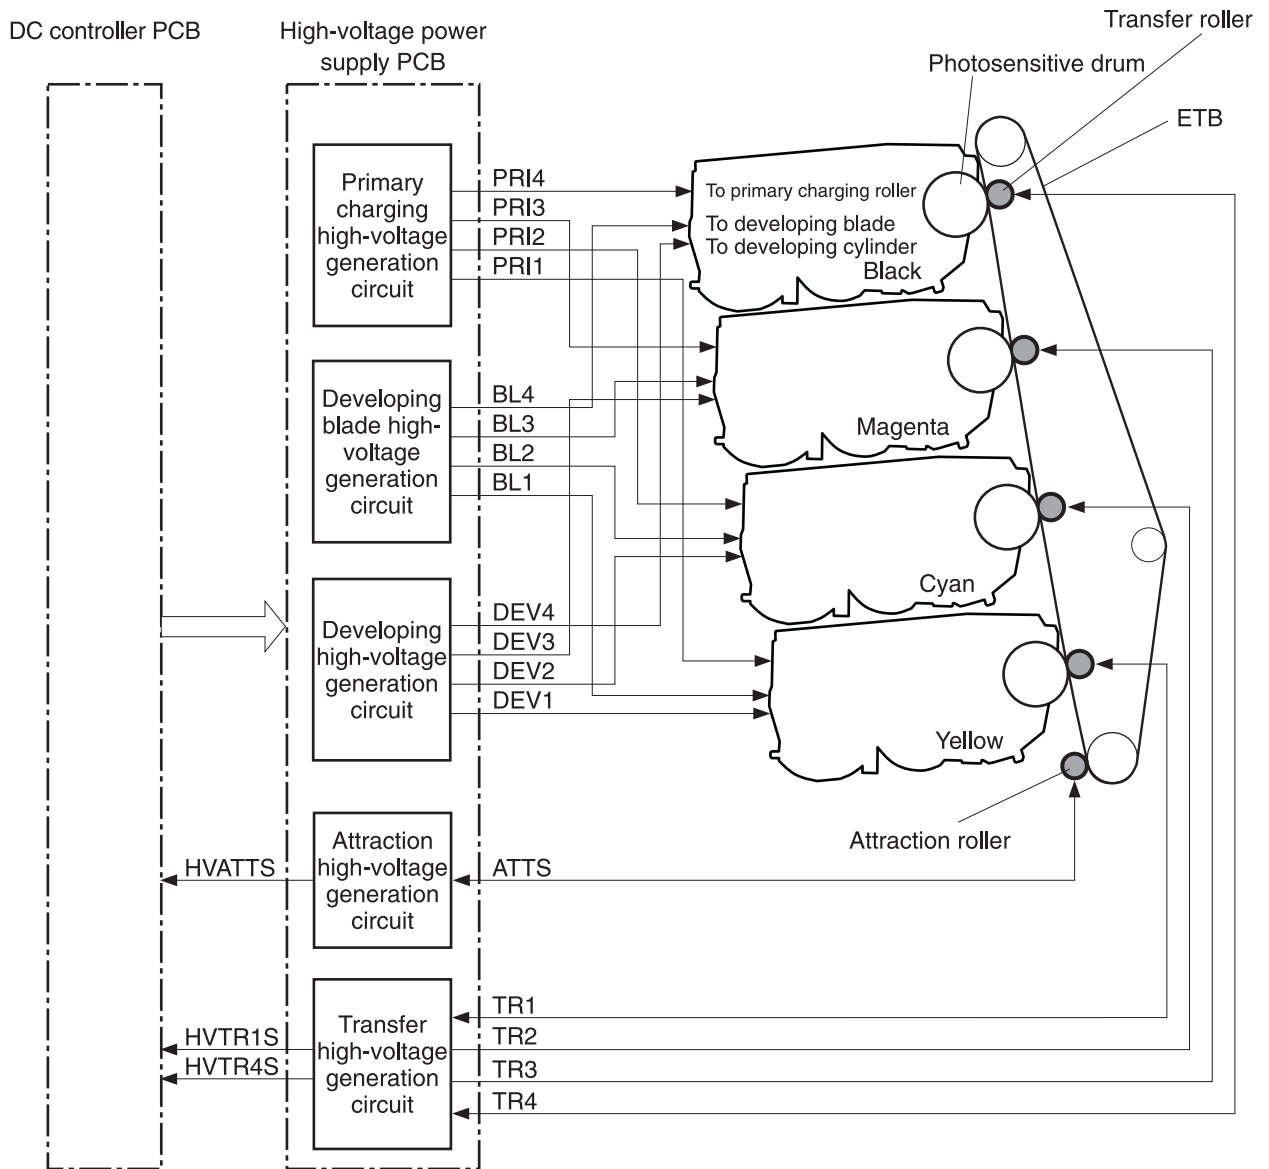 DC controller PCB
High-voltage power
supply PCB
Transfer roller
Photosensitive drum
ETB
Primary
charging
high-voltage
generation
circuit
PRI4
PRI3
PRI2
PRI1
To primary charging roller
To developing blade
To developing cylinder
Black
Developing
blade high-
voltage
generation
circuit
BL4
BL3
BL2
BL1
Magenta
Cyan
Developing
high-voltage
generation
circuit
DEV4
DEV3
DEV2
DEV1
Yellow
Attraction roller
Attraction
high-voltage
generation
circuit
HVATTS
ATTS
Transfer
high-voltage
generation
circuit
HVTR1S
HVTR4S
TR1
TR2
TR3
TR4